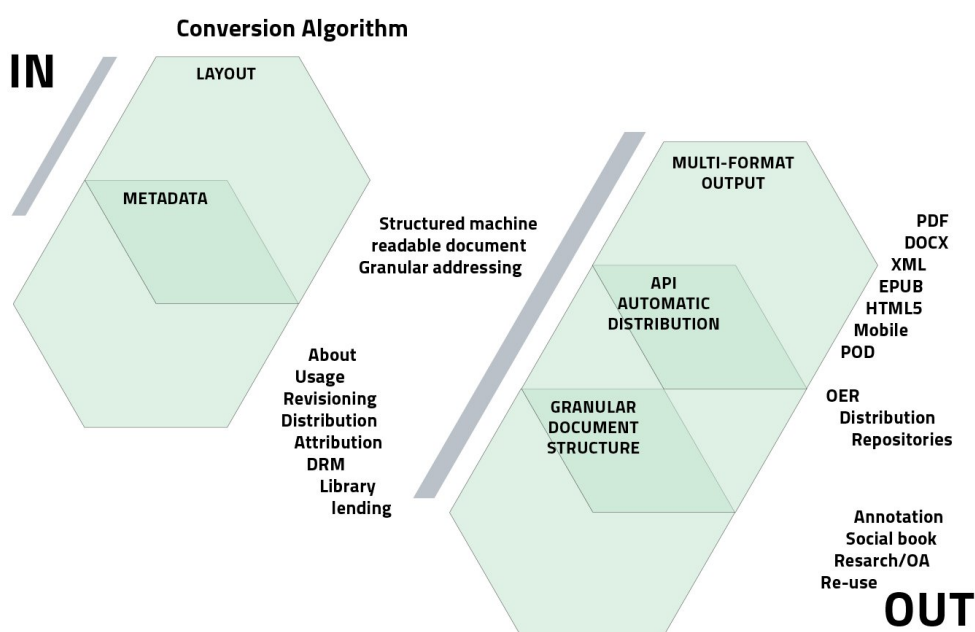 Conversion Algorithm
IN
LAYOUT
METADATA
Structured machine
readable document
Granular addressing
About
Usage
Revisioning
Distribution
Attribution
DRM
Library
lending
MULTI-FORMAT
OUTPUT
API
AUTOMATIC
DISTRIBUTION
GRANULAR
DOCUMENT
STRUCTURE
PDF
DOCX
XML
EPUB
HTML5
Mobile
POD
OER
Distribution
Repositories
Annotation
Social book
Resarch/OA
Re-use
OUT